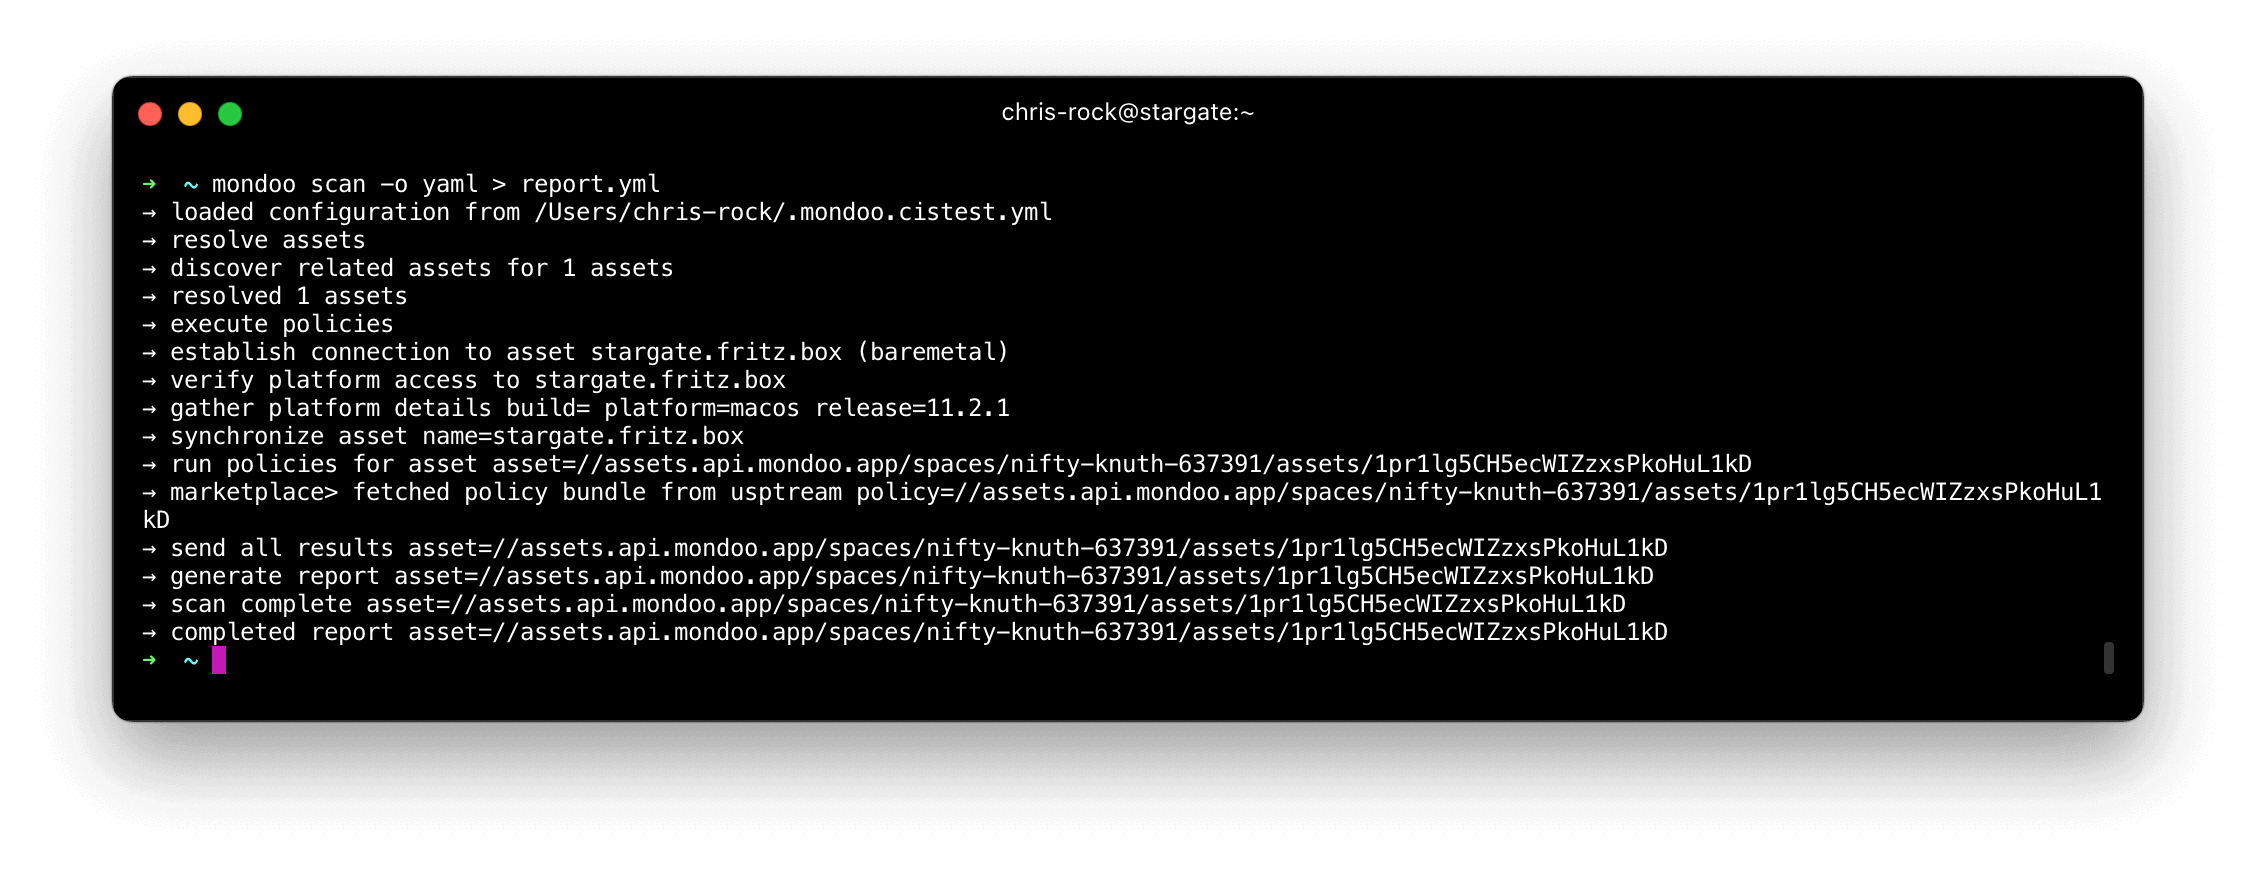 chris-rock@stargate:~
➜ ~ mondoo scan -o yaml > report.yml
→ loaded configuration from /Users/chris-rock/.mondoo.cistest.yml
→ resolve assets
→ discover related assets for 1 assets
→ resolved 1 assets
→ execute policies
→ establish connection to asset stargate.fritz.box (baremetal)
→ verify platform access to stargate.fritz.box
→ gather platform details build= platform=macos release=11.2.1
→ synchronize asset name=stargate.fritz.box
→ run policies for asset asset=//assets.api.mondoo.app/spaces/nifty-knuth-637391/assets/1pr1lg5CH5ecWIZzxsPkoHuL1kD
→ marketplace> fetched policy bundle from usptream policy=//assets.api.mondoo.app/spaces/nifty-knuth-637391/assets/1pr1lg5CH5ecWIZzxsPkoHuL1
kD
→ send all results asset=//assets.api.mondoo.app/spaces/nifty-knuth-637391/assets/1pr1lg5CH5ecWIZzxsPkoHuL1kD
→ generate report asset=//assets.api.mondoo.app/spaces/nifty-knuth-637391/assets/1pr1lg5CH5ecWIZzxsPkoHuL1kD
→ scan complete asset=//assets.api.mondoo.app/spaces/nifty-knuth-637391/assets/1pr1lg5CH5ecWIZzxsPkoHuL1kD
→ completed report asset=//assets.api.mondoo.app/spaces/nifty-knuth-637391/assets/1pr1lg5CH5ecWIZzxsPkoHuL1kD
➜ ~